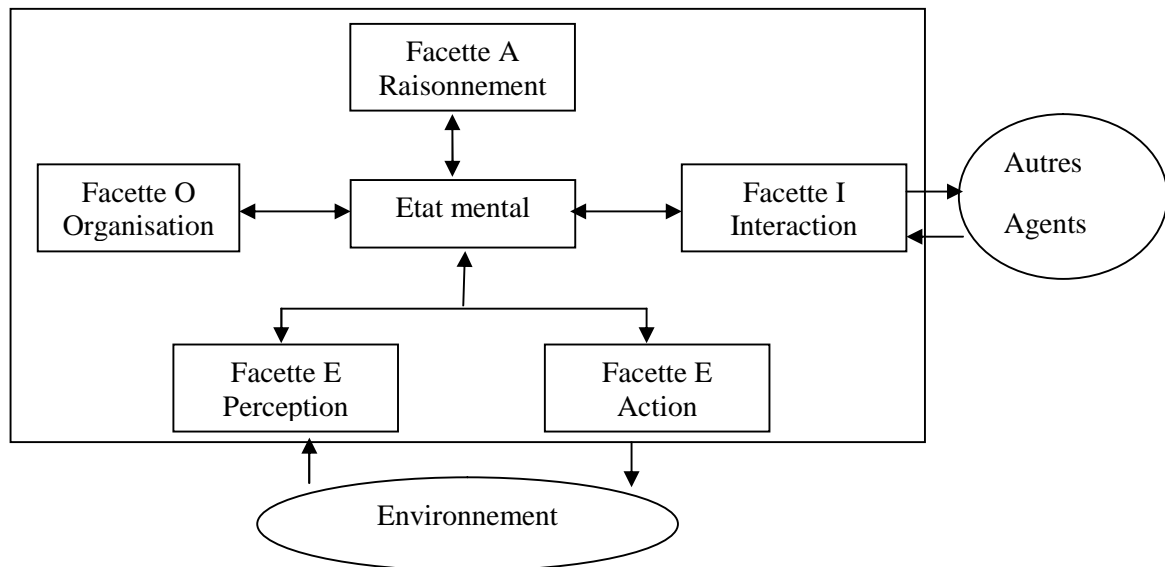 Facette A
Raisonnement
Autres
Agents
Facette O
Organisation
Etat mental
Facette I
Interaction
Facette E
Perception
Facette E
Action
Environnement